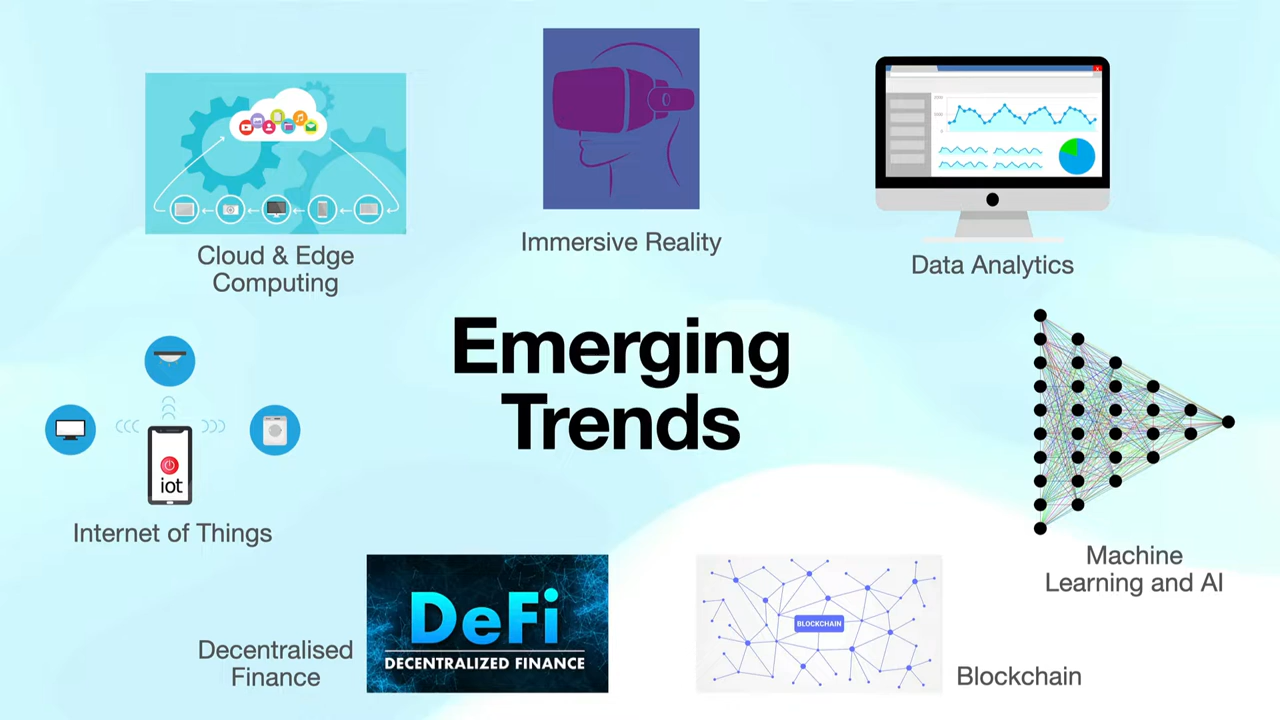 Immersive Reality
Cloud & Edge
Computing
Data Analytics
Emerging
Trends
iot
Internet of Things
Machine
Learning and AI
DeFi
DECENTRALIZED FINANCE
Decentralised
Finance
BLOCKCHAIN
Blockchain